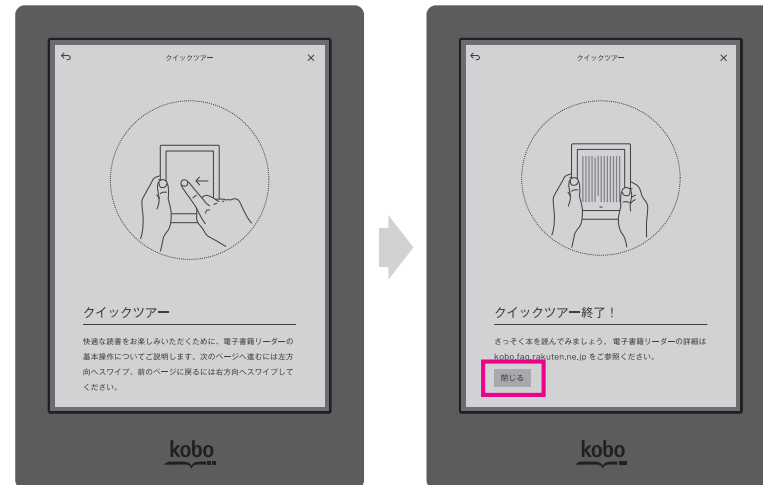 クイックツアー
クイックツアー
快適な読書をお楽しみいただくために、電子書籍リーダーの
基本操作についてご説明します。次のページへ進むには左方
向へスワイプ、前のページに戻るには右方向へスワイプして
ください。
kobo
クイックツアー
クイックツアー終了！
さっそく本を読んでみましょう。電子書籍リーダーの詳細は
kobo.faq.rakuten.ne.jp をご参照ください。
閉じる
kobo